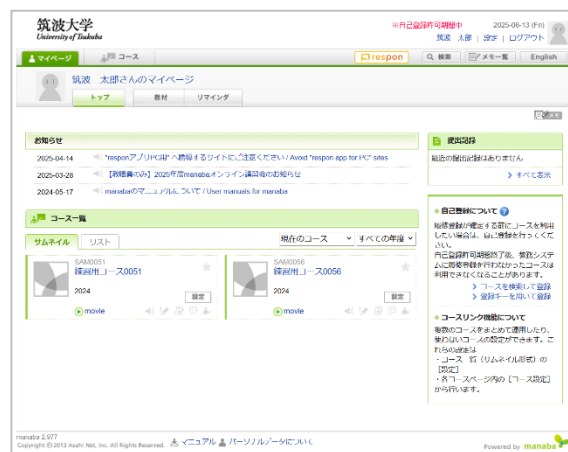 筑波大学
University of Tsukuba
※自己登録許可期間中
2025-06-13 (Fri)
筑波 太郎 | 設定 | ログアウト
マイページ
コース
respon
検索
メモ一覧
English
筑波 太郎さんのマイページ
トップ
教材
リマインダ
メモ
お知らせ
2025-04-14 "responアプリPC用" へ誘導するサイトにご注意ください / Avoid "respon app for PC" sites
2025-03-28 【教職員のみ】2025年度manabaオンライン講習会のお知らせ
2024-05-17 manabaのマニュアルについて / User manuals for manaba
コース一覧
サムネイル
リスト
現在のコース
すべての年度
SAM0051
練習用コース0051
2024
設定
movie
SAM0056
練習用コース0056
2024
設定
movie
提出記録
最近の提出記録はありません
すべて表示
自己登録について
履修登録が確定する前にコースを利用
したい場合は、自己登録を行ってくだ
さい。
自己登録許可期間終了後、教務システ
ムに履修登録を行わなかったコースは
利用できなくなることがあります。
コースを検索して登録
登録キーを用いて登録
コースリンク機能について
複数のコースをまとめて運用したり、
使わないコースの設定ができます。こ
れらの設定は
・コース一覧（サムネイル形式）の
［設定］
・各コースページ内の［コース設定］
から行います。
manaba 2.977
Copyright © 2013 Asahi Net, Inc. All Rights Reserved.
マニュアル
パーソナルデータについて
Powered by manaba